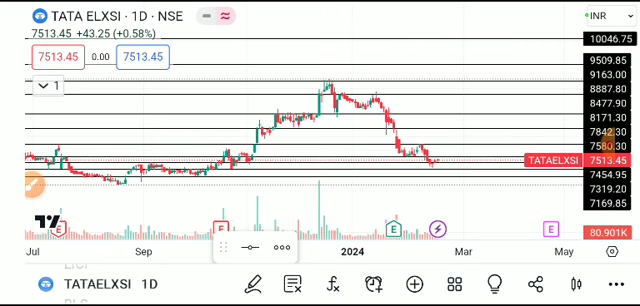 TATA ELXSI · 1D · NSE
INR
7513.45 +43.25 (+0.58%)
7513.45
0.00
7513.45
1
10046.75
9509.85
9163.00
8887.80
8477.90
8171.30
7842.30
7580.30
TATAELXSI 7513.45
7454.95
7319.20
7169.85
80.901K
E
E
E
E
Jul
Sep
2024
Mar
May
TATAELXSI 1D